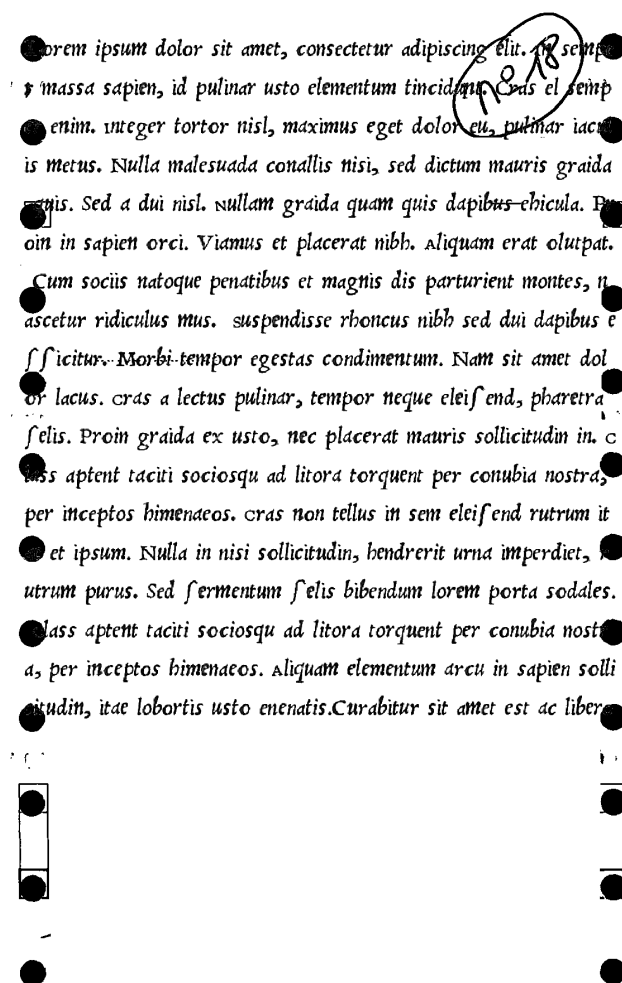 orem ipsum dolor sit amet, consectetur adipiscing elit.
massa sapien, id pulinar usto elementum Cras el semp
enim. integer tortor nisl, maximus eget dolor eu, pulinar
is metus. Nulla malesuada conallis nisi, sed dictum mauris graida
quis. Sed a dui nisl. Nullam graida quam quis dapibus ehicula.
oin in sapien orci. Viamus et placerat nibh. Aliquam erat olutpat.
Cum sociis natoque penatibus et magnis dis parturient montes, n
ascetur ridiculus mus. suspendisse rhoncus nibh sed dui dapibus e
fficitur. Morbi tempor egestas condimentum. Nam sit amet dol
or lacus. cras a lectus pulinar, tempor neque eleifend, pharetra
felis. Proin graida ex usto, nec placerat mauris sollicitudin in. C
ass aptent taciti sociosqu ad litora torquent per conubia nostra,
per inceptos himenaeos. cras non tellus in sem eleifend rutrum it
et ipsum. Nulla in nisi sollicitudin, hendrerit urna imperdiet,
utrum purus. Sed fermentum felis bibendum lorem porta sodales.
lass aptent taciti sociosqu ad litora torquent per conubia nost
a, per inceptos himenaeos. Aliquam elementum arcu in sapien solli
itudin, itae lobortis usto enenatis.Curabitur sit amet est ac liber
n° 18